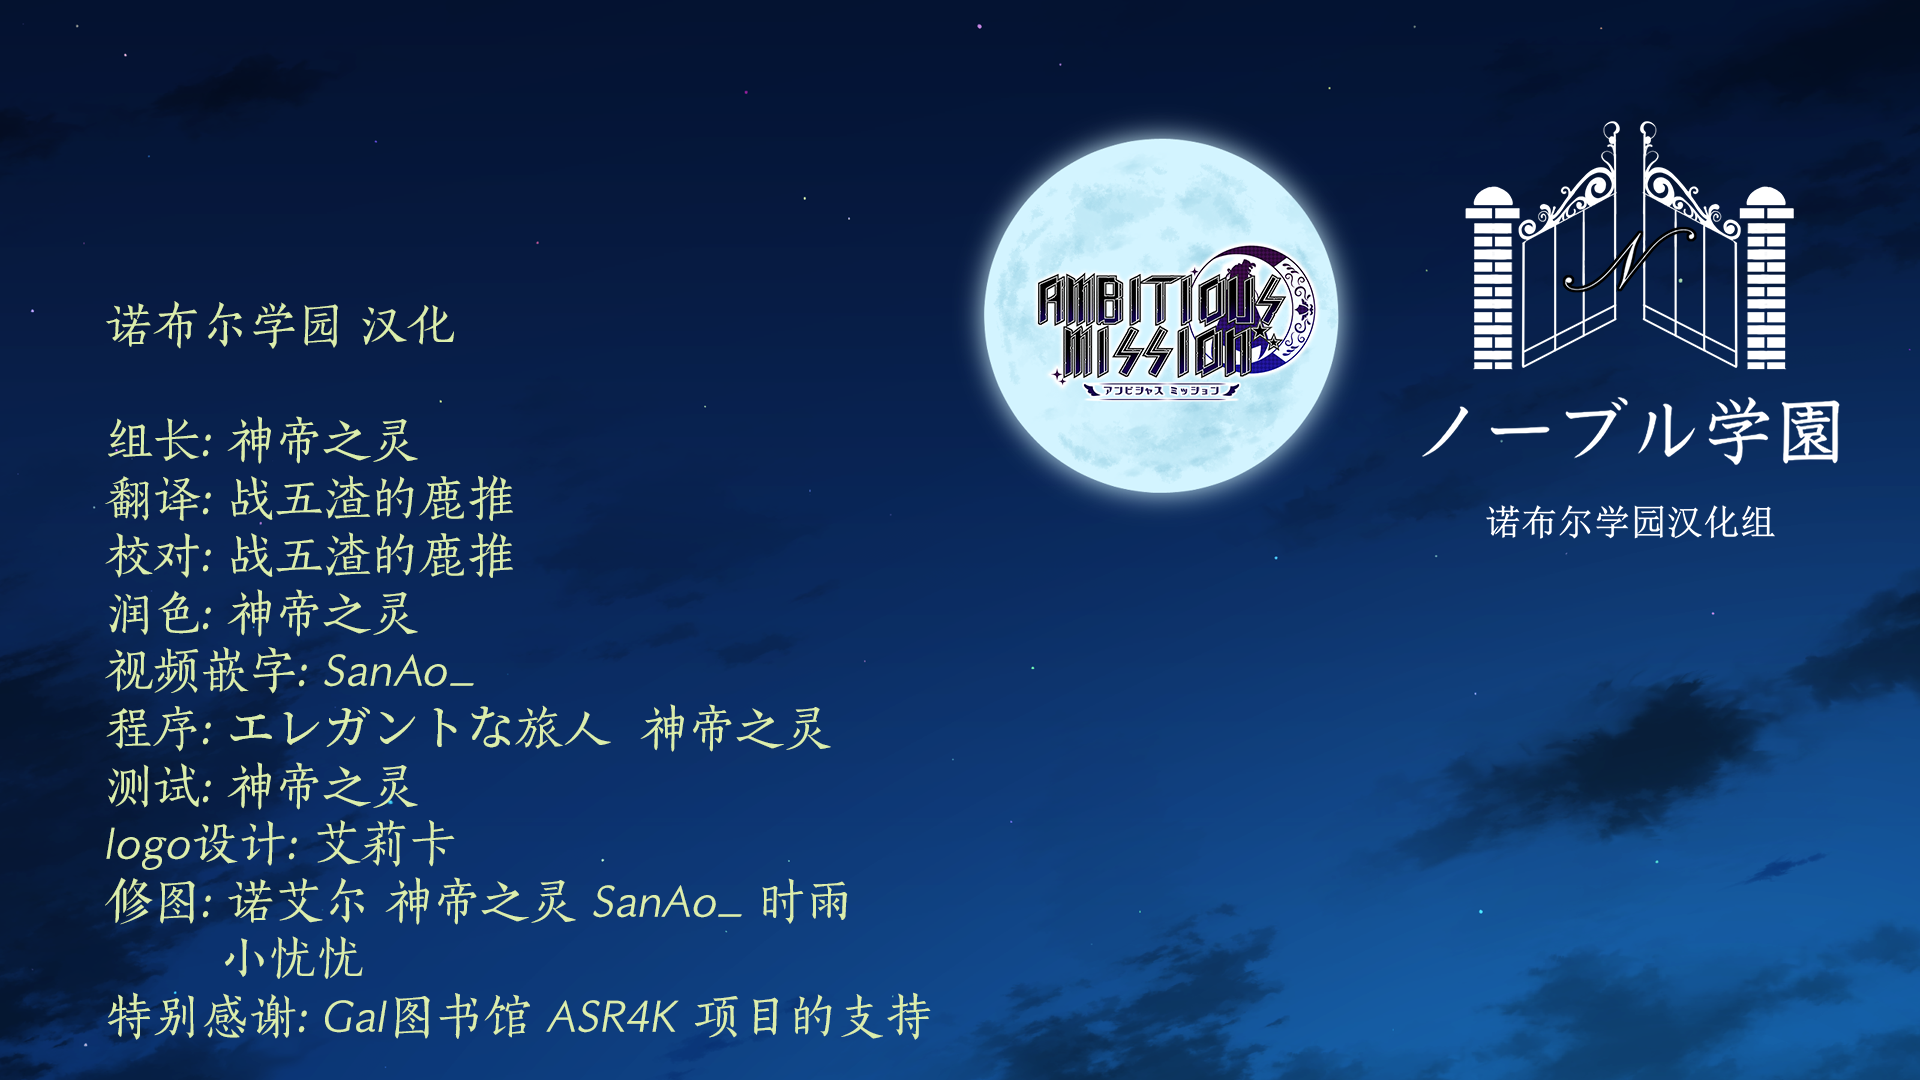 诺布尔学园 汉化
组长: 神帝之灵
翻译: 战五渣的鹿推
校对: 战五渣的鹿推
润色: 神帝之灵
视频嵌字: SanAo_
程序: エレガントな旅人 神帝之灵
测试: 神帝之灵
logo设计: 艾莉卡
修图: 诺艾尔 神帝之灵 SanAo_ 时雨
小忧忧
特别感谢: Gal图书馆 ASR4K 项目的支持
AMBITIOUS
MISSION
アンビシャス ミッション
N
ノーブル学園
诺布尔学园汉化组